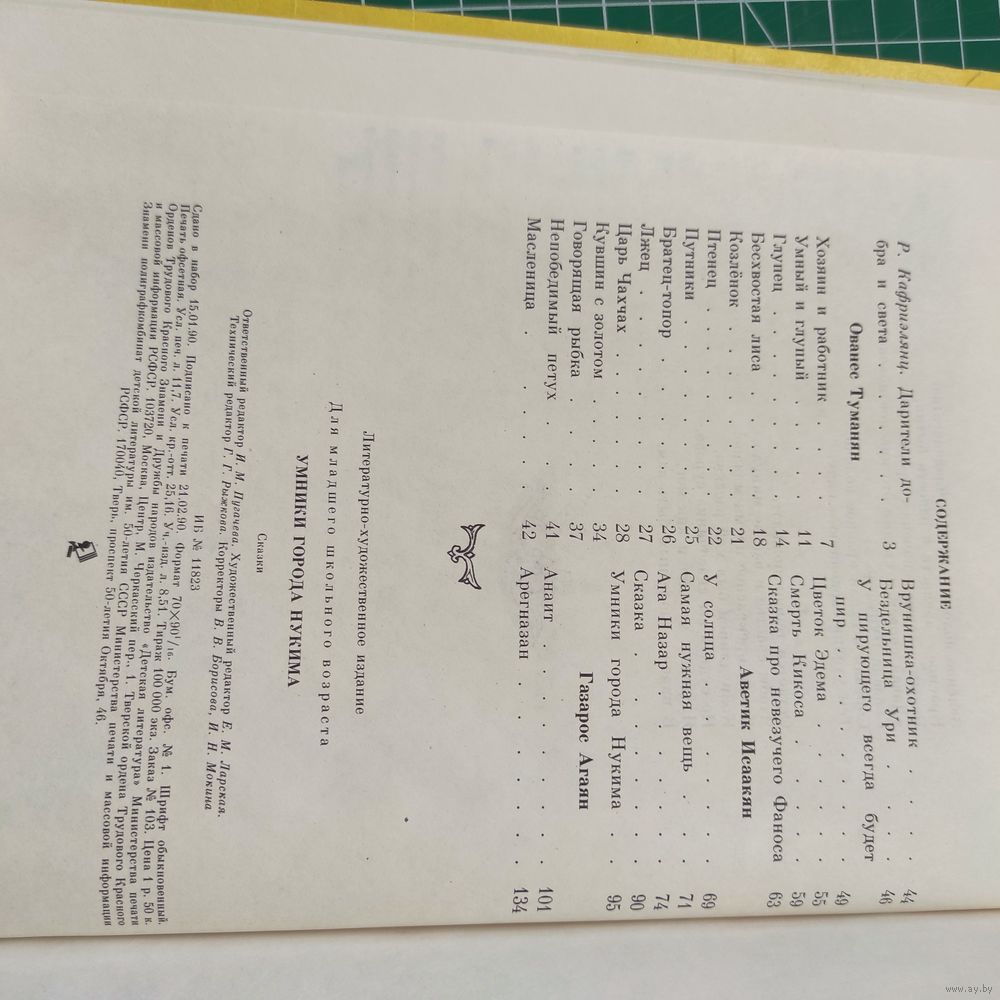 СОДЕРЖАНИЕ
Р. Кафриэлянц. Дарители до-
бра и света . . . . . 3
Ованес Туманян
Хозяин и работник . . . 7
Умный и глупый . . . . 11
Глупец . . . . . . . 14
Бесхвостая лиса . . . . 18
Козлёнок . . . . . . 21
Птенец . . . . . . . 22
Путники . . . . . . 25
Братец-топор . . . . . 26
Лжец . . . . . . . 27
Царь Чахчах . . . . . 28
Кувшин с золотом . . . 34
Говорящая рыбка . . . 37
Непобедимый петух . . . 41
Масленица . . . . . . 42
Врунишка-охотник . . . . 44
Бездельница Ури . . . . 46
У пирующего всегда будет
пир . . . . . . . . 49
Цветок Эдема . . . . . 55
Смерть Кикоса . . . . . 59
Сказка про невезучего Фаноса 63
Аветик Исаакян
У солнца . . . . . . 69
Самая нужная вещь . . . 71
Ага Назар . . . . . . 74
Сказка . . . . . . . 90
Умники города Нукима . . 95
Газарос Агаян
Анаит . . . . . . . . 101
Арегназан . . . . . . 134
Литературно-художественное издание
Для младшего школьного возраста
УМНИКИ ГОРОДА НУКИМА
Сказки
Ответственный редактор И. М. Пугачева. Художественный редактор Е. М. Ларская.
Технический редактор Г. Г. Рыжкова. Корректоры В. В. Борисова, И. Н. Мокина
ИБ № 11823
Сдано в набор 15.01.90. Подписано к печати 21.02.90. Формат 70×90¹/₁₆. Бум. офс. № 1. Шрифт обыкновенный.
Печать офсетная. Усл. печ. л. 11,7. Усл. кр.-отт. 25,16. Уч.-изд. л. 8,51. Тираж 100 000 экз. Заказ № 103. Цена 1 р. 50 к.
Орденов Трудового Красного Знамени и Дружбы народов издательство «Детская литература» Министерства печати
и массовой информации РСФСР. 103720, Москва, Центр, М. Черкасский пер., 1. Тверской ордена Трудового Красного
Знамени полиграфкомбинат детской литературы им. 50-летия СССР Министерства печати и массовой информации
РСФСР. 170040, Тверь, проспект 50-летия Октября, 46.
www.ay.by